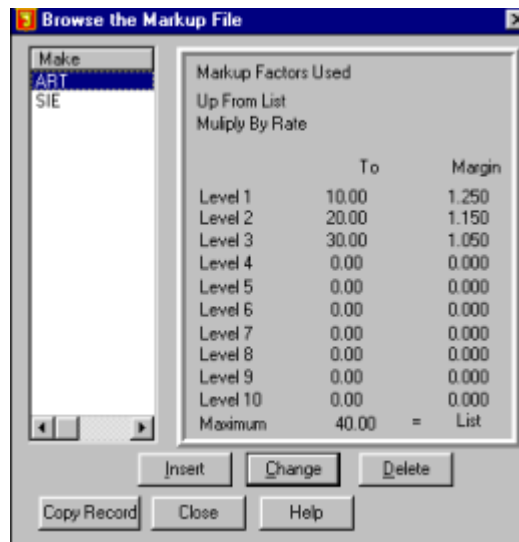 Browse the Markup File
Make
ART
SIE
Markup Factors Used
Up From List
Muliply By Rate
To Margin
Level 1 10.00 1.250
Level 2 20.00 1.150
Level 3 30.00 1.050
Level 4 0.00 0.000
Level 5 0.00 0.000
Level 6 0.00 0.000
Level 7 0.00 0.000
Level 8 0.00 0.000
Level 9 0.00 0.000
Level 10 0.00 0.000
Maximum 40.00 = List
Insert Change Delete
Copy Record Close Help